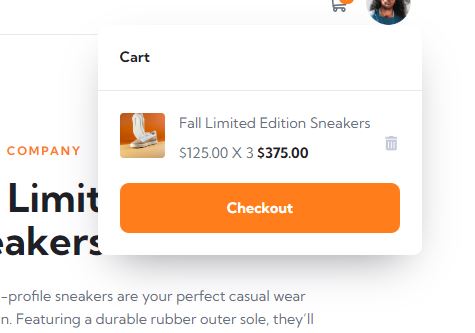 Cart
Fall Limited Edition Sneakers
$125.00 X 3 $375.00
Checkout
COMPANY
Limit
eakers
-profile sneakers are your perfect casual wear
n. Featuring a durable rubber outer sole, they’ll